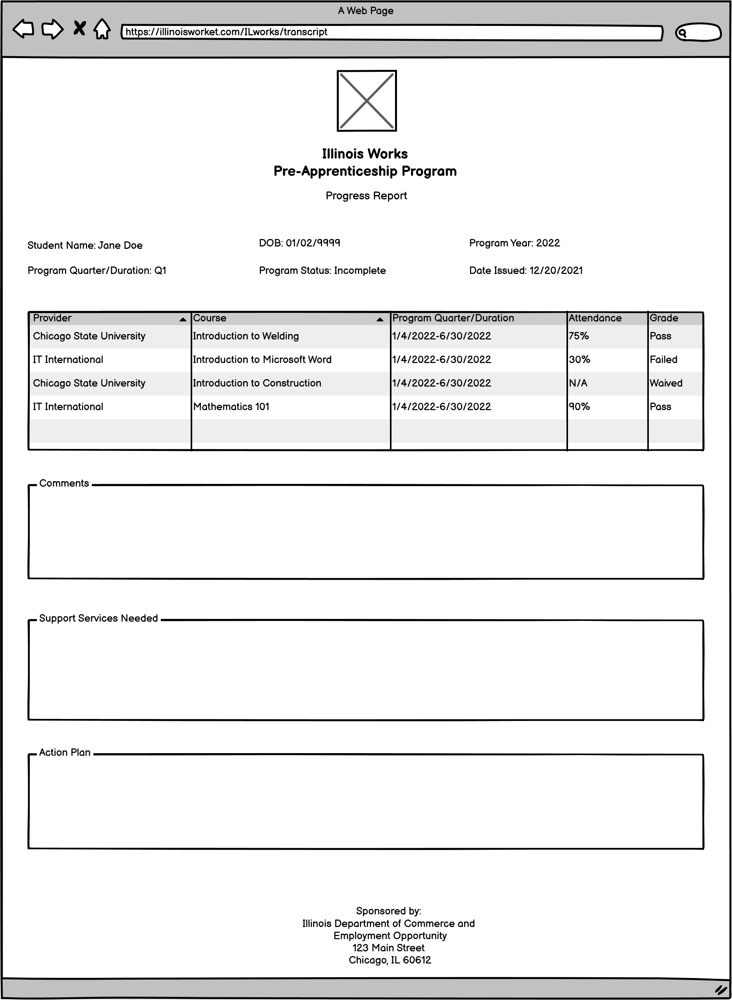 A Web Page
https://illinoisworket.com/ILworks/transcript
Illinois Works
Pre-Apprenticeship Program
Progress Report
Student Name: Jane Doe DOB: 01/02/9999 Program Year: 2022
Program Quarter/Duration: Q1 Program Status: Incomplete Date Issued: 12/20/2021
Provider Course Program Quarter/Duration Attendance Grade
Chicago State University Introduction to Welding 1/4/2022-6/30/2022 75% Pass
IT International Introduction to Microsoft Word 1/4/2022-6/30/2022 30% Failed
Chicago State University Introduction to Construction 1/4/2022-6/30/2022 N/A Waived
IT International Mathematics 101 1/4/2022-6/30/2022 90% Pass
Comments
Support Services Needed
Action Plan
Sponsored by:
Illinois Department of Commerce and
Employment Opportunity
123 Main Street
Chicago, IL 60612